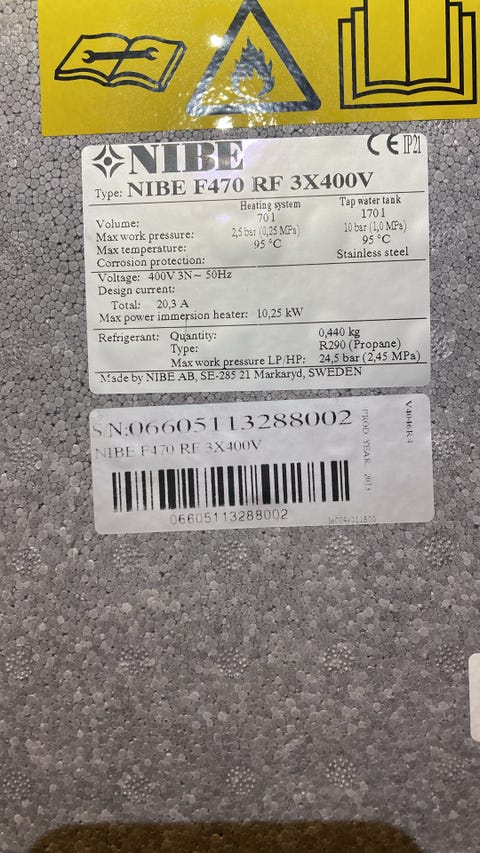 NIBE
CE IP21
Type: NIBE F470 RF 3X400V
Heating system Tap water tank
Volume: 70 l 170 l
Max work pressure: 2,5 bar (0,25 MPa) 10 bar (1,0 MPa)
Max temperature: 95 °C 95 °C
Corrosion protection: Stainless steel
Voltage: 400V 3N~ 50Hz
Design current:
Total: 20,3 A
Max power immersion heater: 10,25 kW
Refrigerant: Quantity: 0,440 kg
Type: R290 (Propane)
Max work pressure LP/HP: 24,5 bar (2,45 MPa)
Made by NIBE AB, SE-285 21 Markaryd, SWEDEN
S/N:06605113288002
NIBE F470 RF 3X400V
06605113288002
PROD YEAR. 2013